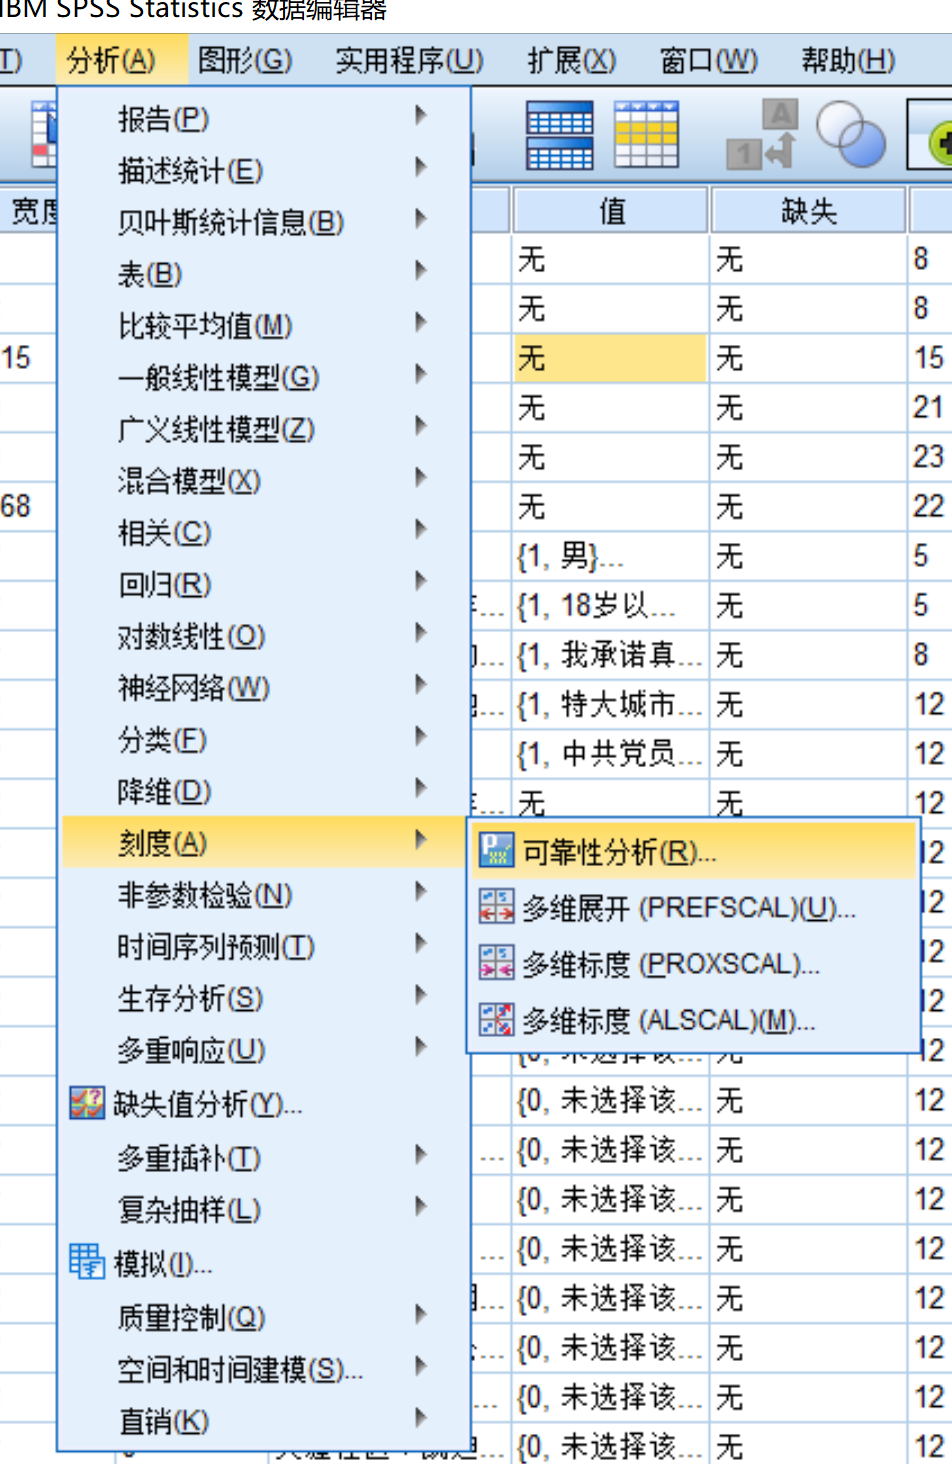 IBM SPSS Statistics 数据编辑器
分析(A) 图形(G) 实用程序(U) 扩展(X) 窗口(W) 帮助(H)
报告(P)
描述统计(E)
贝叶斯统计信息(B)
表(B)
比较平均值(M)
一般线性模型(G)
广义线性模型(Z)
混合模型(X)
相关(C)
回归(R)
对数线性(O)
神经网络(W)
分类(F)
降维(D)
刻度(A)
非参数检验(N)
时间序列预测(T)
生存分析(S)
多重响应(U)
缺失值分析(Y)...
多重插补(T)
复杂抽样(L)
模拟(I)...
质量控制(Q)
空间和时间建模(S)...
直销(K)
可靠性分析(R)...
多维展开 (PREFSCAL)(U)...
多维标度 (PROXSCAL)...
多维标度 (ALSCAL)(M)...
宽度 值 缺失
无 无 8
无 无 8
15 无 无 15
无 无 21
无 无 23
68 无 无 22
{1, 男}... 无 5
{1, 18岁以... 无 5
{1, 我承诺真... 无 8
{1, 特大城市... 无 12
{1, 中共党员... 无 12
无 无 12
12
12
12
12
{0, 未选择该... 无 12
{0, 未选择该... 无 12
{0, 未选择该... 无 12
{0, 未选择该... 无 12
{0, 未选择该... 无 12
{0, 未选择该... 无 12
{0, 未选择该... 无 12
{0, 未选择该... 无 12
{0, 未选择该... 无 12